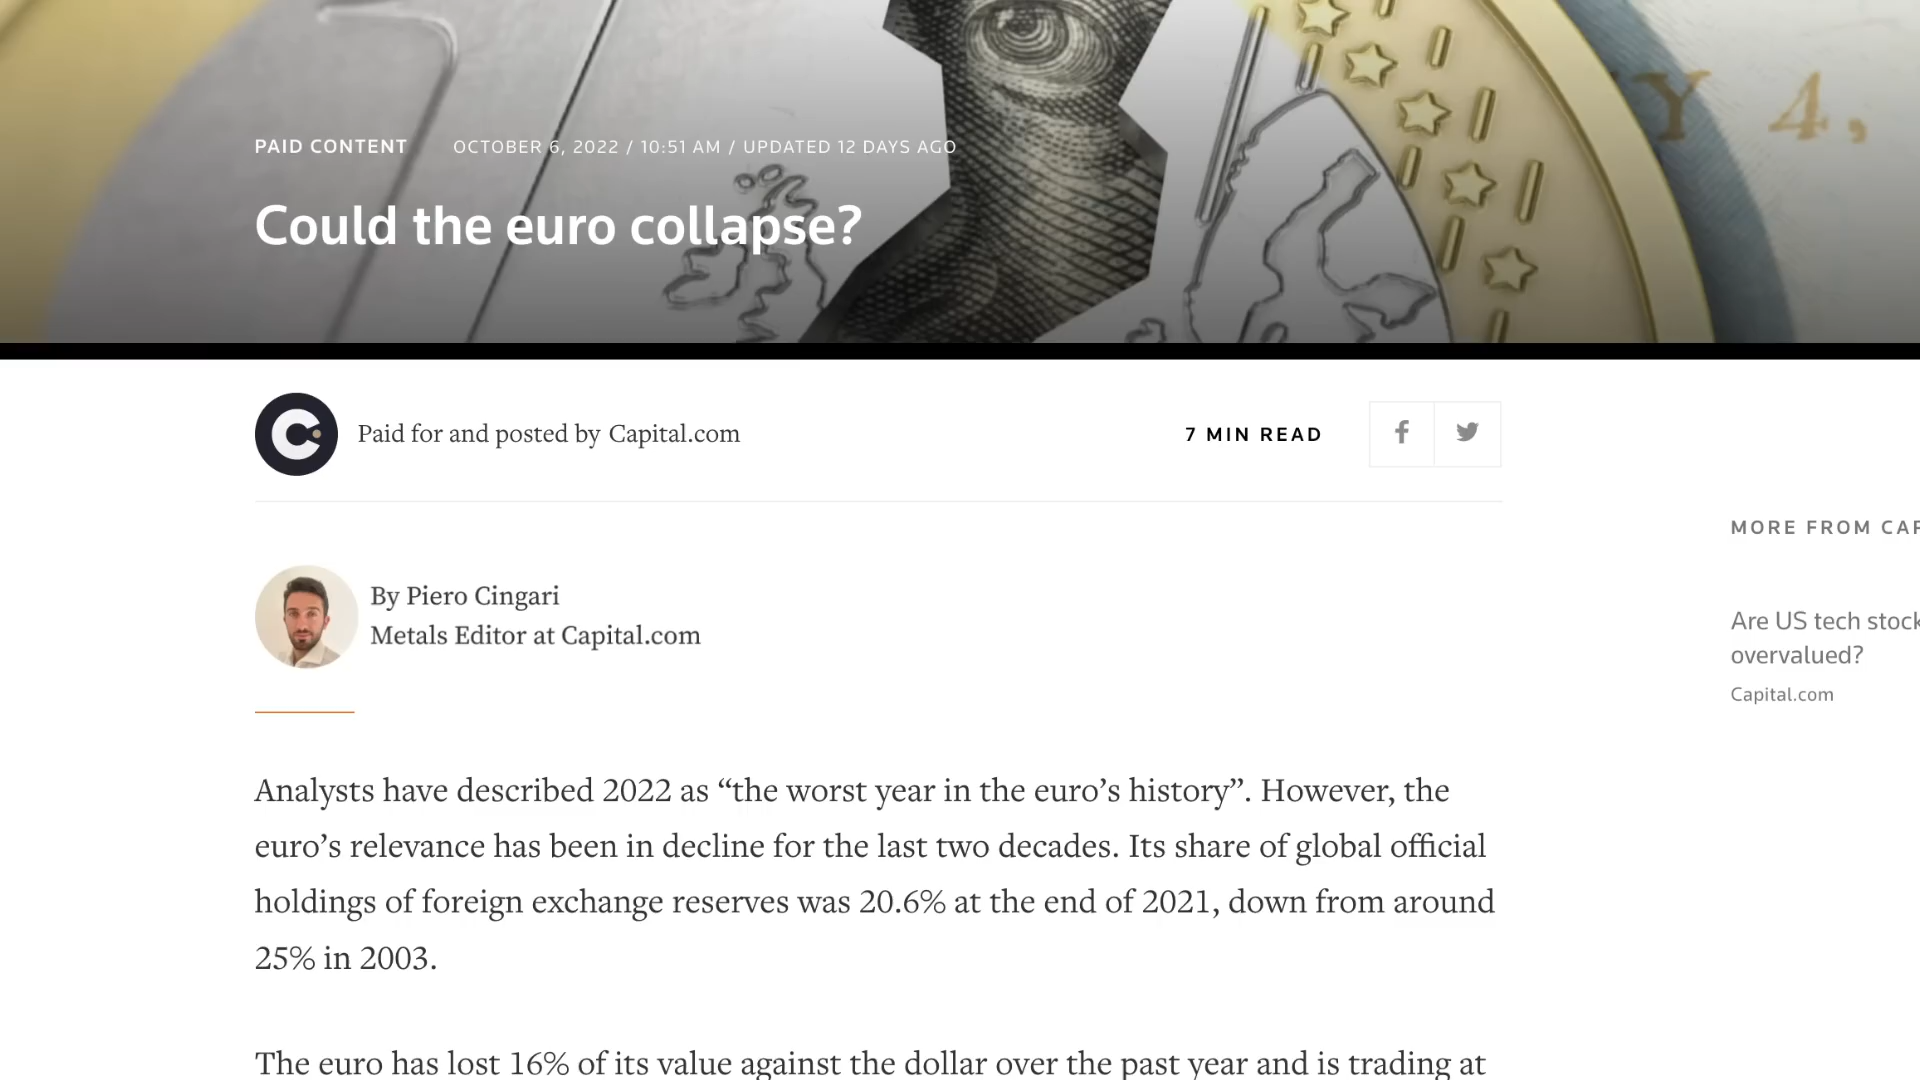 Y 4,
PAID CONTENT OCTOBER 6, 2022 / 10:51 AM / UPDATED 12 DAYS AGO
Could the euro collapse?
Paid for and posted by Capital.com
7 MIN READ
By Piero Cingari
Metals Editor at Capital.com
MORE FROM CAP
Are US tech stock
overvalued?
Capital.com
Analysts have described 2022 as “the worst year in the euro’s history”. However, the
euro’s relevance has been in decline for the last two decades. Its share of global official
holdings of foreign exchange reserves was 20.6% at the end of 2021, down from around
25% in 2003.
The euro has lost 16% of its value against the dollar over the past year and is trading at